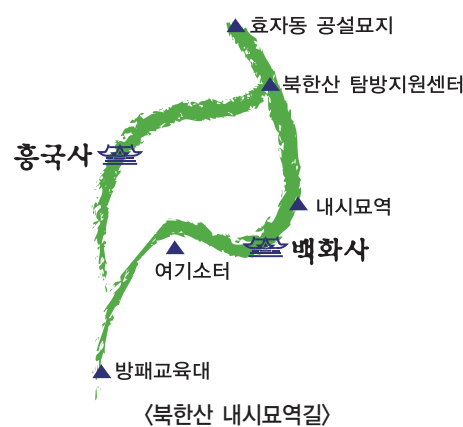 효자동 공설묘지
북한산 탐방지원센터
흥국사
내시묘역
백화사
여기소터
방패교육대
〈북한산 내시묘역길〉